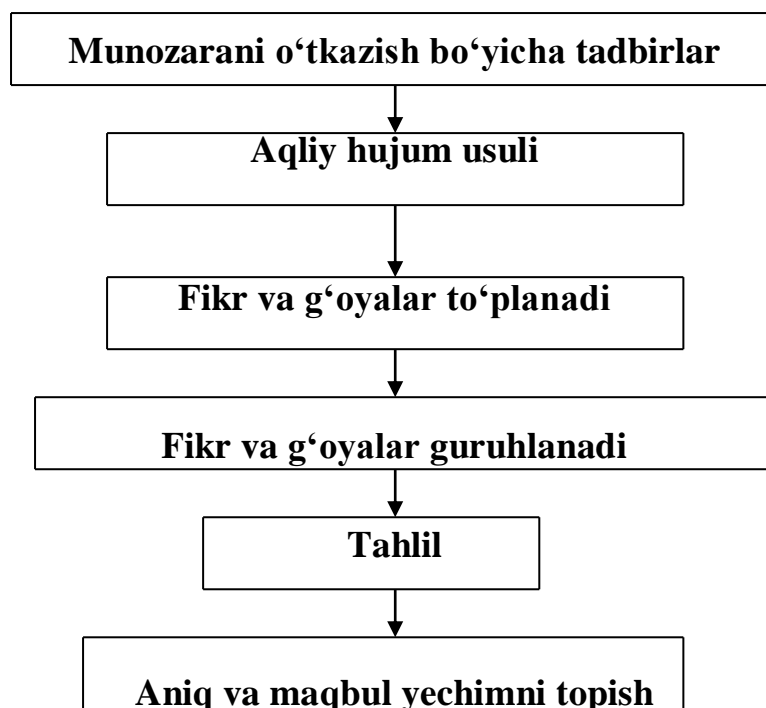 Munozarani o‘tkazish bo‘yicha tadbirlar
Aqliy hujum usuli
Fikr va g‘oyalar to‘planadi
Fikr va g‘oyalar guruhlanadi
Tahlil
Aniq va maqbul yechimni topish